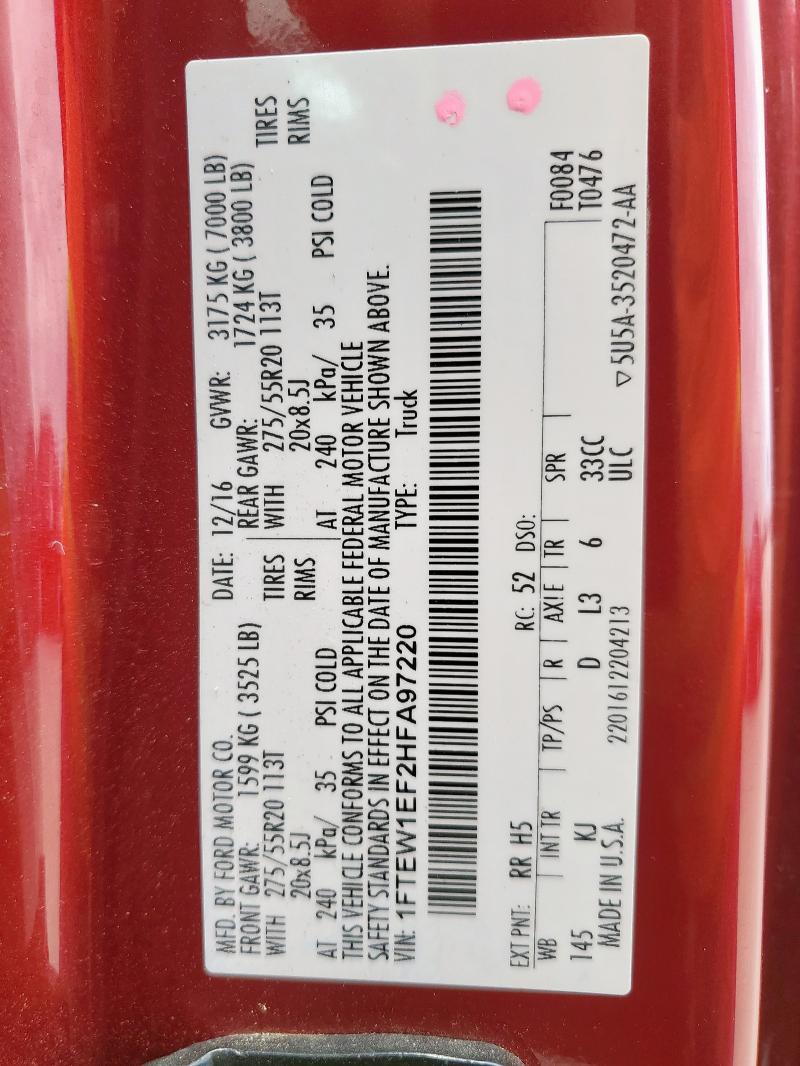 MFD. BY FORD MOTOR CO.
DATE: 12/16 GVWR: 3175 KG ( 7000 LB)
FRONT GAWR: 1599 KG ( 3525 LB)
REAR GAWR: 1724 KG ( 3800 LB)
WITH 275/55R20 113T TIRES
WITH 275/55R20 113T TIRES
20x8.5J RIMS
20x8.5J RIMS
AT 240 kPa/ 35 PSI COLD
AT 240 kPa/ 35 PSI COLD
THIS VEHICLE CONFORMS TO ALL APPLICABLE FEDERAL MOTOR VEHICLE
SAFETY STANDARDS IN EFFECT ON THE DATE OF MANUFACTURE SHOWN ABOVE.
VIN: 1FTEW1EF2HFA97220 TYPE: Truck
EXT PNT: RR H5 RC: 52 DSO: F0084
WB INT TR TP/PS R AXLE TR SPR T0476
145 KJ D L3 6 33CC
MADE IN U.S.A. 2201612204213 ULC ▽5U5A-3520472-AA